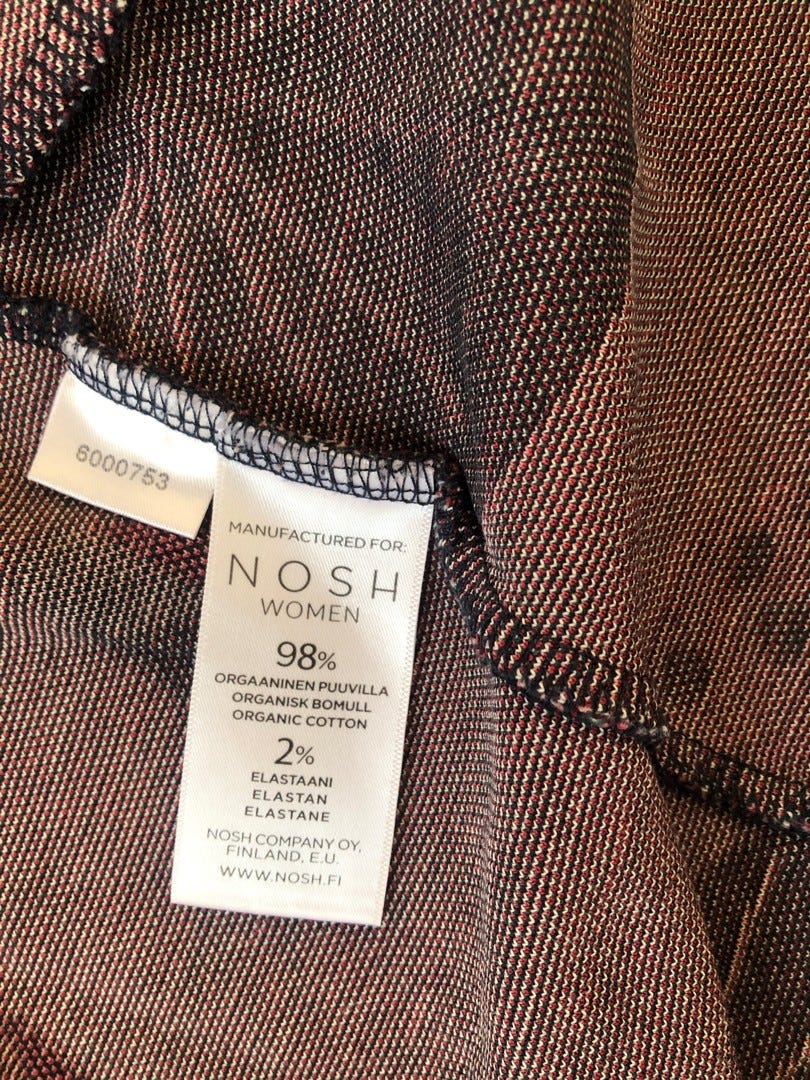 6000753
MANUFACTURED FOR:
NOSH
WOMEN
98%
ORGAANINEN PUUVILLA
ORGANISK BOMULL
ORGANIC COTTON
2%
ELASTAANI
ELASTAN
ELASTANE
NOSH COMPANY OY,
FINLAND, E.U.
WWW.NOSH.FI